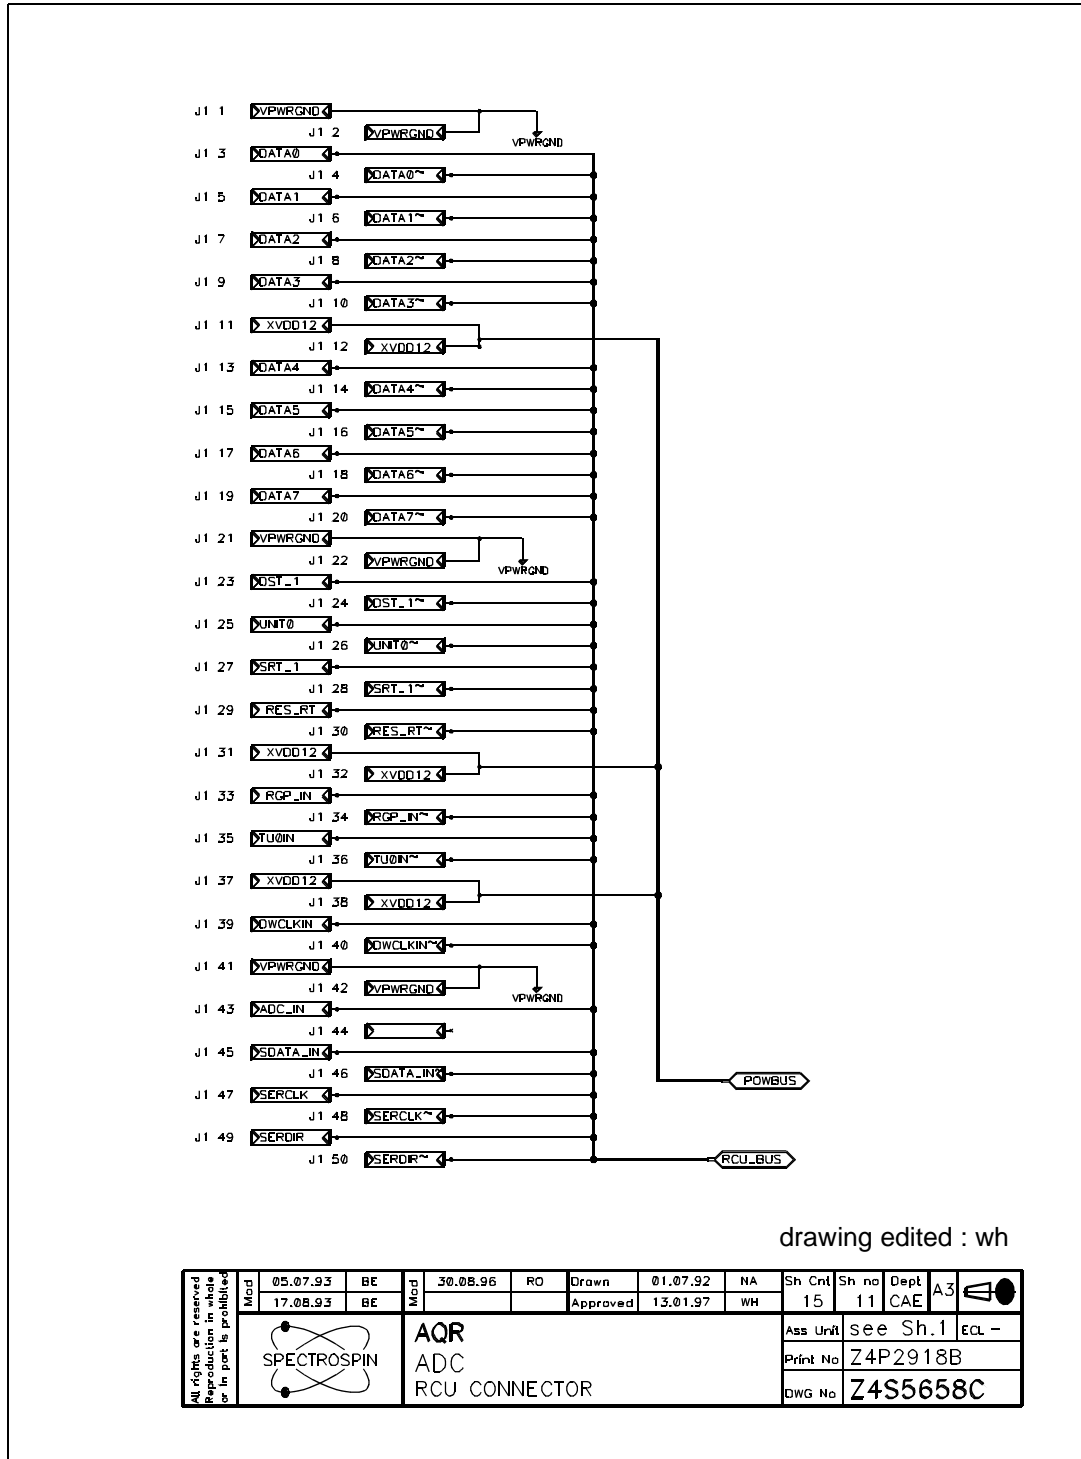 J1 1 VPWRGND
J1 2 VPWRGND
VPWRGND
J1 3 DATA0
J1 4 DATA0~
J1 5 DATA1
J1 6 DATA1~
J1 7 DATA2
J1 8 DATA2~
J1 9 DATA3
J1 10 DATA3~
J1 11 XVDD12
J1 12 XVDD12
J1 13 DATA4
J1 14 DATA4~
J1 15 DATA5
J1 16 DATA5~
J1 17 DATA6
J1 18 DATA6~
J1 19 DATA7
J1 20 DATA7~
J1 21 VPWRGND
J1 22 VPWRGND
VPWRGND
J1 23 DST_1
J1 24 DST_1~
J1 25 UNIT0
J1 26 UNIT0~
J1 27 SRT_1
J1 28 SRT_1~
J1 29 RES_RT
J1 30 RES_RT~
J1 31 XVDD12
J1 32 XVDD12
J1 33 RGP_IN
J1 34 RGP_IN~
J1 35 TU0IN
J1 36 TU0IN~
J1 37 XVDD12
J1 38 XVDD12
J1 39 DWCLKIN
J1 40 DWCLKIN~
J1 41 VPWRGND
J1 42 VPWRGND
VPWRGND
J1 43 ADC_IN
J1 44
J1 45 SDATA_IN
J1 46 SDATA_IN~
POWBUS
J1 47 SERCLK
J1 48 SERCLK~
J1 49 SERDIR
J1 50 SERDIR~
RCU_BUS
drawing edited : wh
All rights are reserved
Reproduction in whole
or in part is prohibited
Mod 05.07.93 BE Mod 30.08.96 RO Drawn 01.07.92 NA Sh Cnt Sh no Dept A3
17.08.93 BE Approved 13.01.97 WH 15 11 CAE
SPECTROSPIN
AQR
ADC
RCU CONNECTOR
Ass Unit see Sh.1 ECL -
Print No Z4P2918B
DWG No Z4S5658C